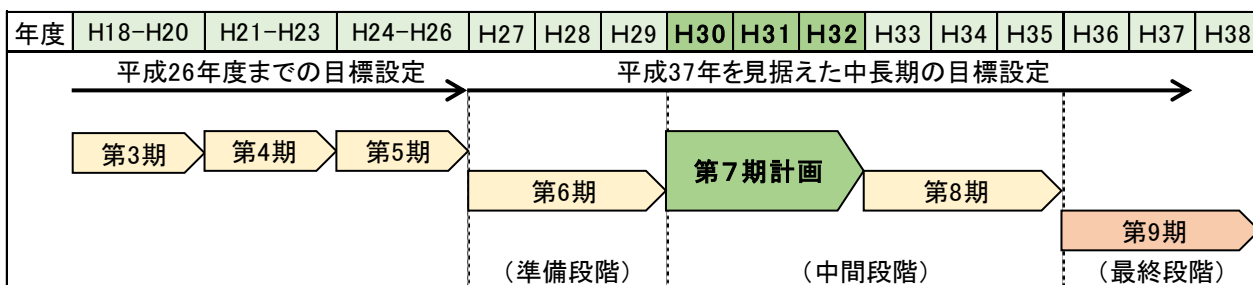 年度 H18-H20 H21-H23 H24-H26 H27 H28 H29 H30 H31 H32 H33 H34 H35 H36 H37 H38
平成26年度までの目標設定 平成37年を見据えた中長期の目標設定
第3期 第4期 第5期
第7期計画
第6期 第8期
第9期
（準備段階） （中間段階） （最終段階）